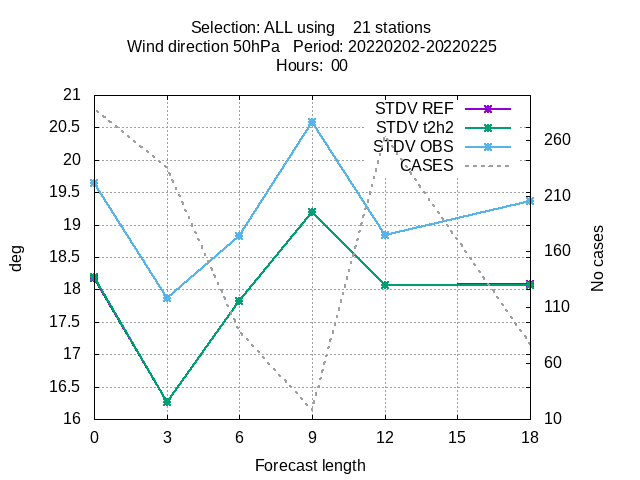 Selection: ALL using    21 stations
Wind direction 50hPa   Period: 20220202-20220225
Hours:  00
STDV REF
STDV t2h2
STDV OBS
CASES
21
20.5
20
19.5
19
18.5
18
17.5
17
16.5
16
260
210
160
110
60
10
deg
No cases
0 3 6 9 12 15 18
Forecast length